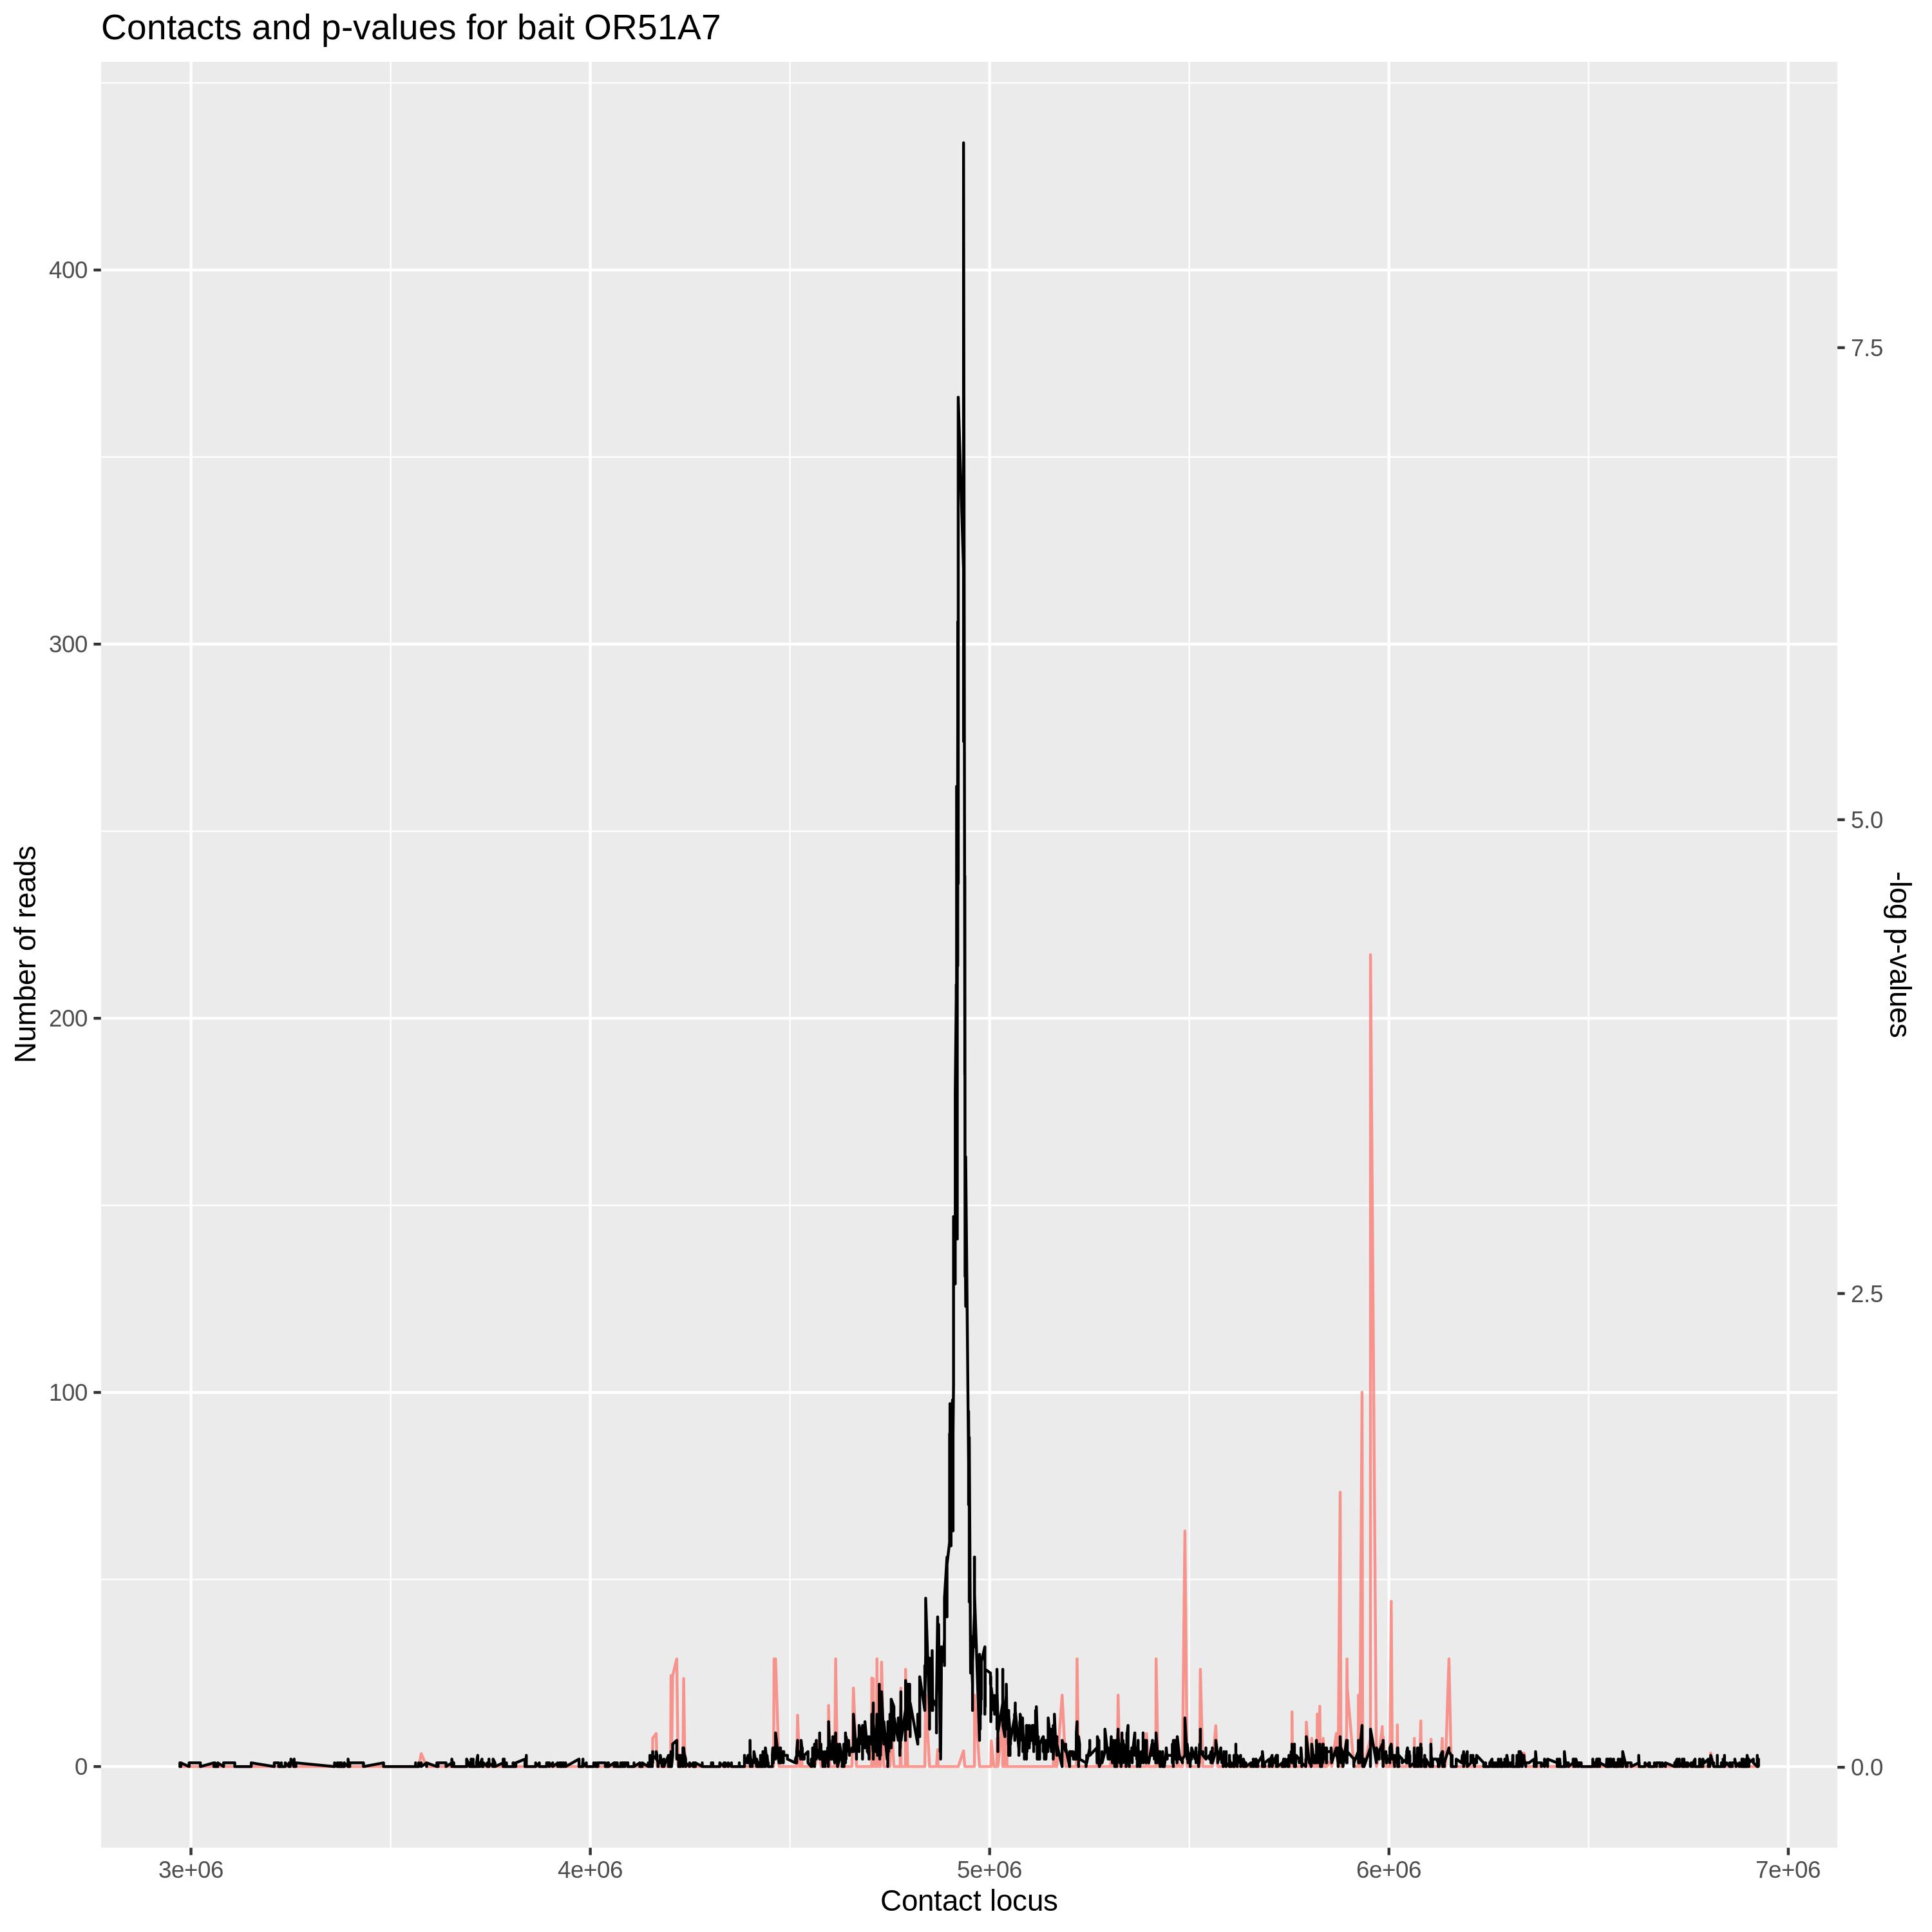 Contacts and p-values for bait OR51A7
400
300
200
100
0
Number of reads
7.5
5.0
2.5
0.0
-log p-values
3e+06
4e+06
5e+06
6e+06
7e+06
Contact locus